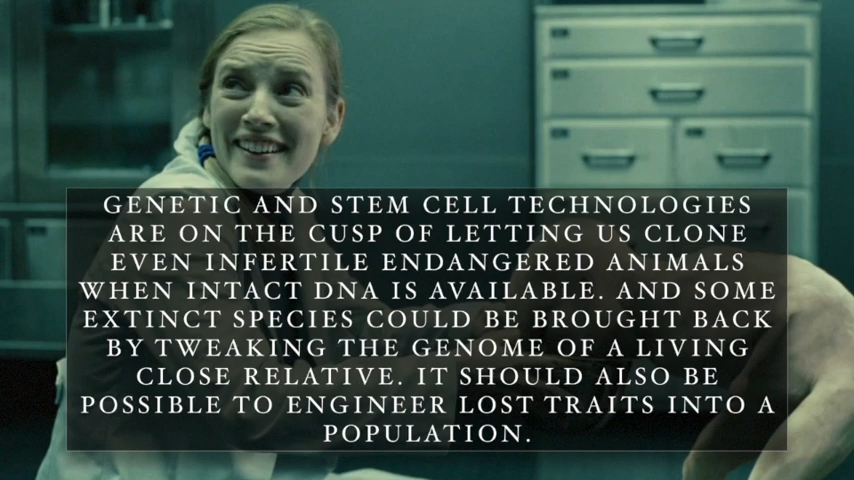 GENETIC AND STEM CELL TECHNOLOGIES
ARE ON THE CUSP OF LETTING US CLONE
EVEN INFERTILE ENDANGERED ANIMALS
WHEN INTACT DNA IS AVAILABLE. AND SOME
EXTINCT SPECIES COULD BE BROUGHT BACK
BY TWEAKING THE GENOME OF A LIVING
CLOSE RELATIVE. IT SHOULD ALSO BE
POSSIBLE TO ENGINEER LOST TRAITS INTO A
POPULATION.